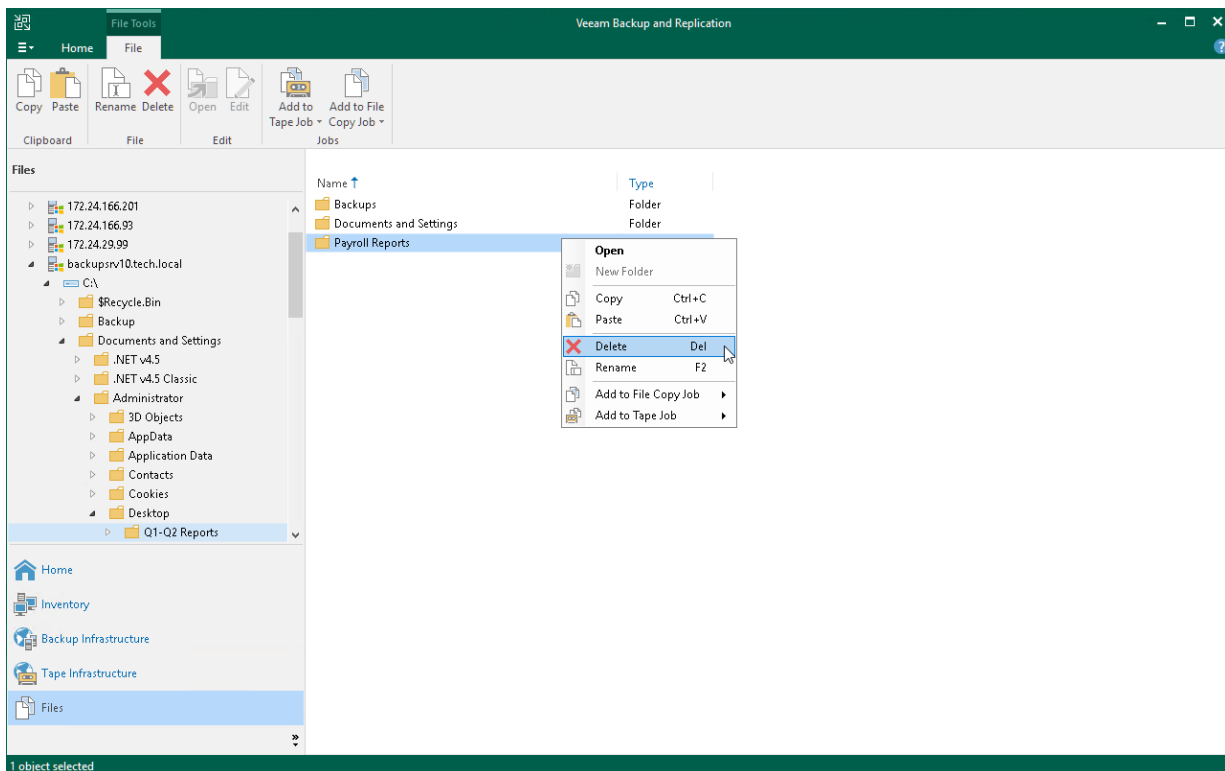 File Tools
Veeam Backup and Replication
Home File
Copy Paste Rename Delete Open Edit Add to Tape Job Add to File Copy Job
Clipboard File Edit Jobs
Files
172.24.166.201
172.24.166.93
172.24.29.99
backupsrv10.tech.local
C:\
$Recycle.Bin
Backup
Documents and Settings
.NET v4.5
.NET v4.5 Classic
Administrator
3D Objects
AppData
Application Data
Contacts
Cookies
Desktop
Q1-Q2 Reports
Home
Inventory
Backup Infrastructure
Tape Infrastructure
Files
Name Type
Backups Folder
Documents and Settings Folder
Payroll Reports
Open
New Folder
Copy Ctrl+C
Paste Ctrl+V
Delete Del
Rename F2
Add to File Copy Job
Add to Tape Job
1 object selected